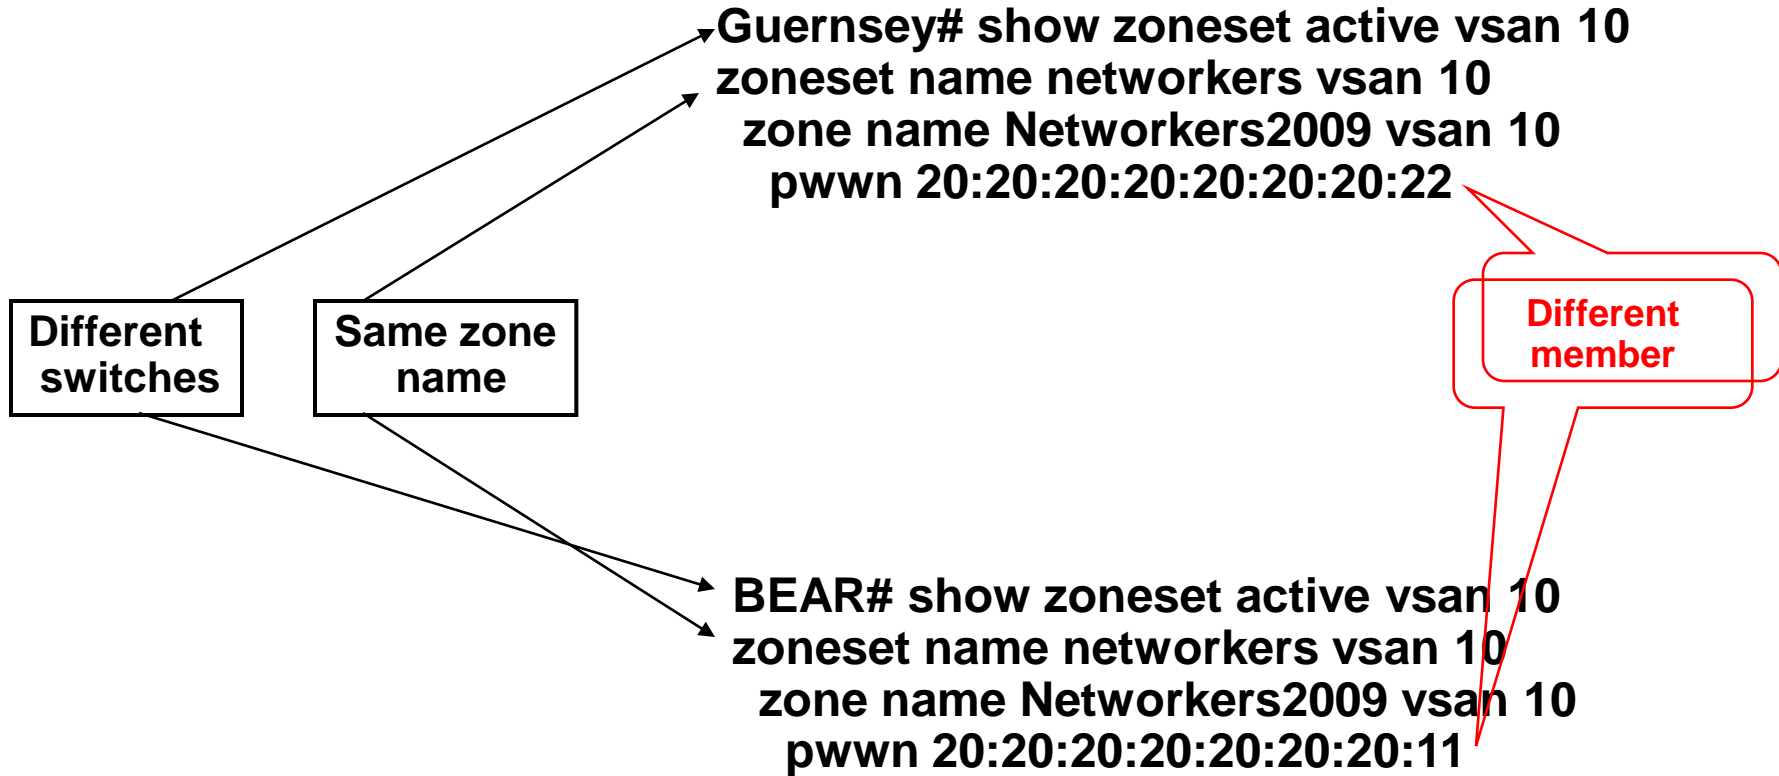 Guernsey# show zoneset active vsan 10
zoneset name networkers vsan 10
zone name Networkers2009 vsan 10
pwwn 20:20:20:20:20:20:20:22
Different
switches
Same zone
name
Different
member
BEAR# show zoneset active vsan 10
zoneset name networkers vsan 10
zone name Networkers2009 vsan 10
pwwn 20:20:20:20:20:20:20:11